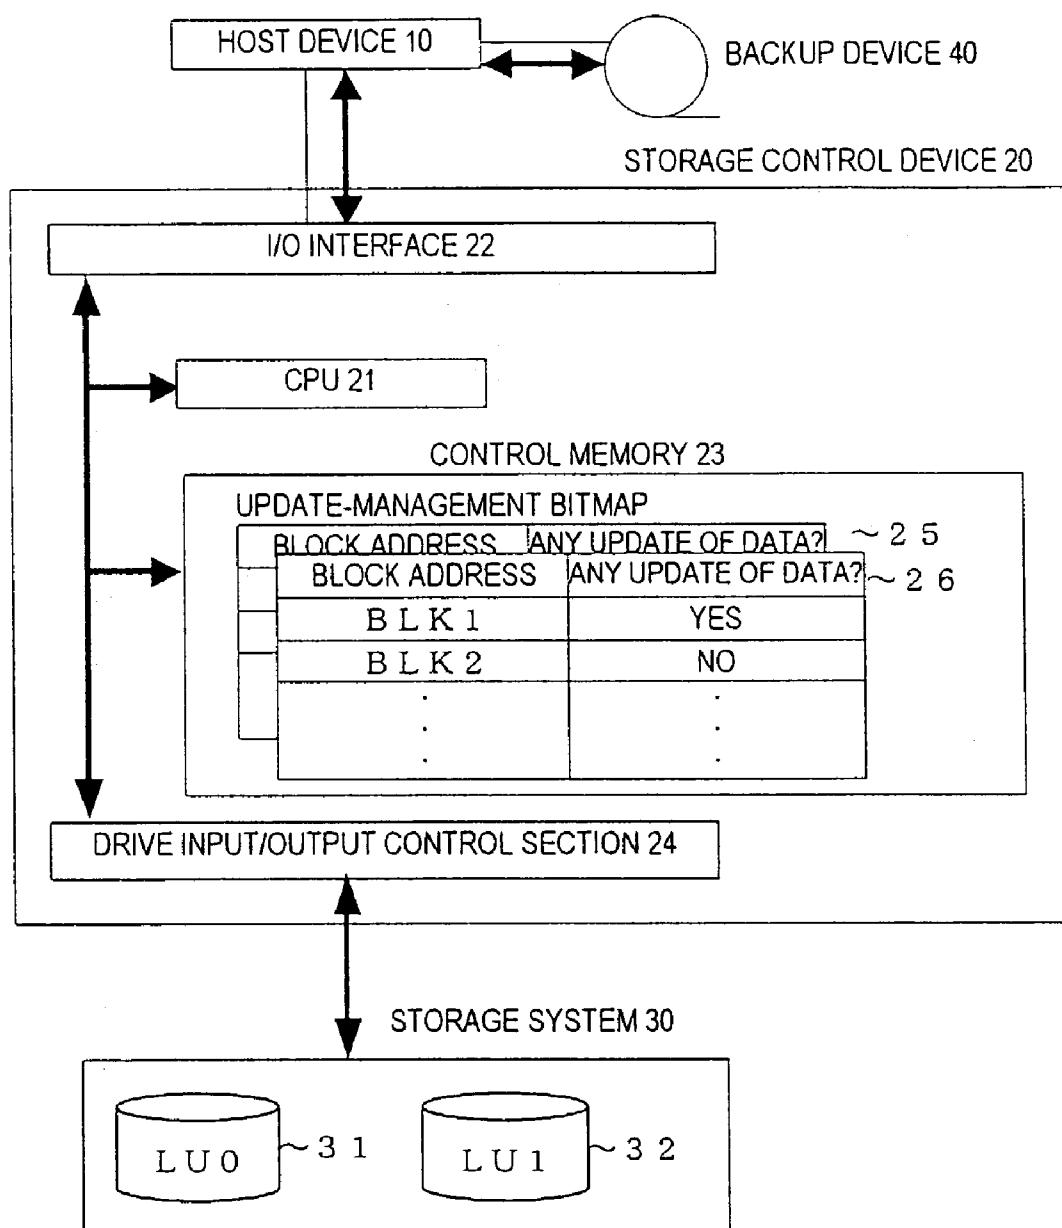 HOST DEVICE 10
BACKUP DEVICE 40
STORAGE CONTROL DEVICE 20
I/O INTERFACE 22
CPU 21
CONTROL MEMORY 23
UPDATE-MANAGEMENT BITMAP
BLOCK ADDRESS ANY UPDATE OF DATA? ~25
BLOCK ADDRESS ANY UPDATE OF DATA? ~26
BLK1 YES
BLK2 NO
. .
. .
. .
DRIVE INPUT/OUTPUT CONTROL SECTION 24
STORAGE SYSTEM 30
LU0 ~31 LU1 ~32